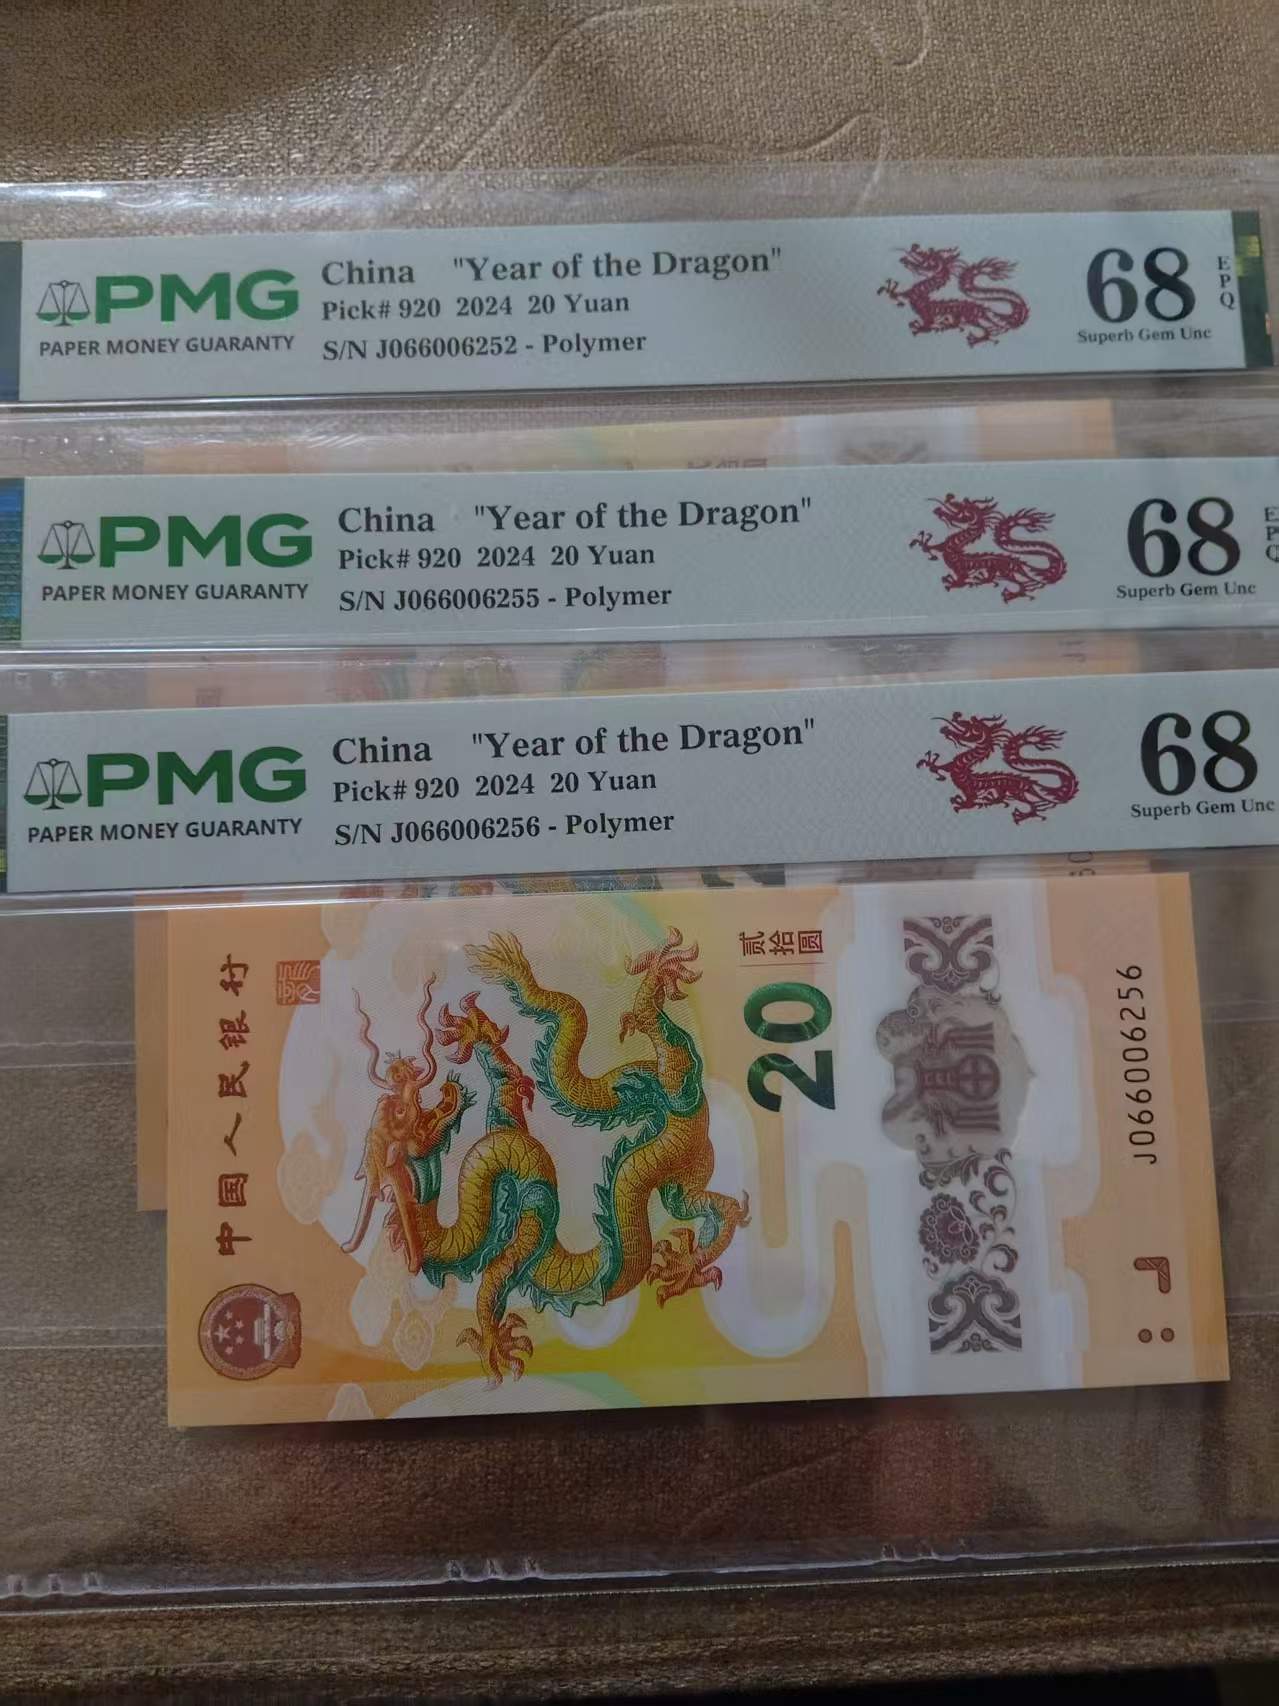 PMG
PAPER MONEY GUARANTY
China "Year of the Dragon"
Pick# 920 2024 20 Yuan
S/N J066006252 - Polymer
68
EPQ
Superb Gem Unc
PMG
PAPER MONEY GUARANTY
China "Year of the Dragon"
Pick# 920 2024 20 Yuan
S/N J066006255 - Polymer
68
EPQ
Superb Gem Unc
PMG
PAPER MONEY GUARANTY
China "Year of the Dragon"
Pick# 920 2024 20 Yuan
S/N J066006256 - Polymer
68
Superb Gem Unc
中国人民银行
贰拾圆
20
J066006256